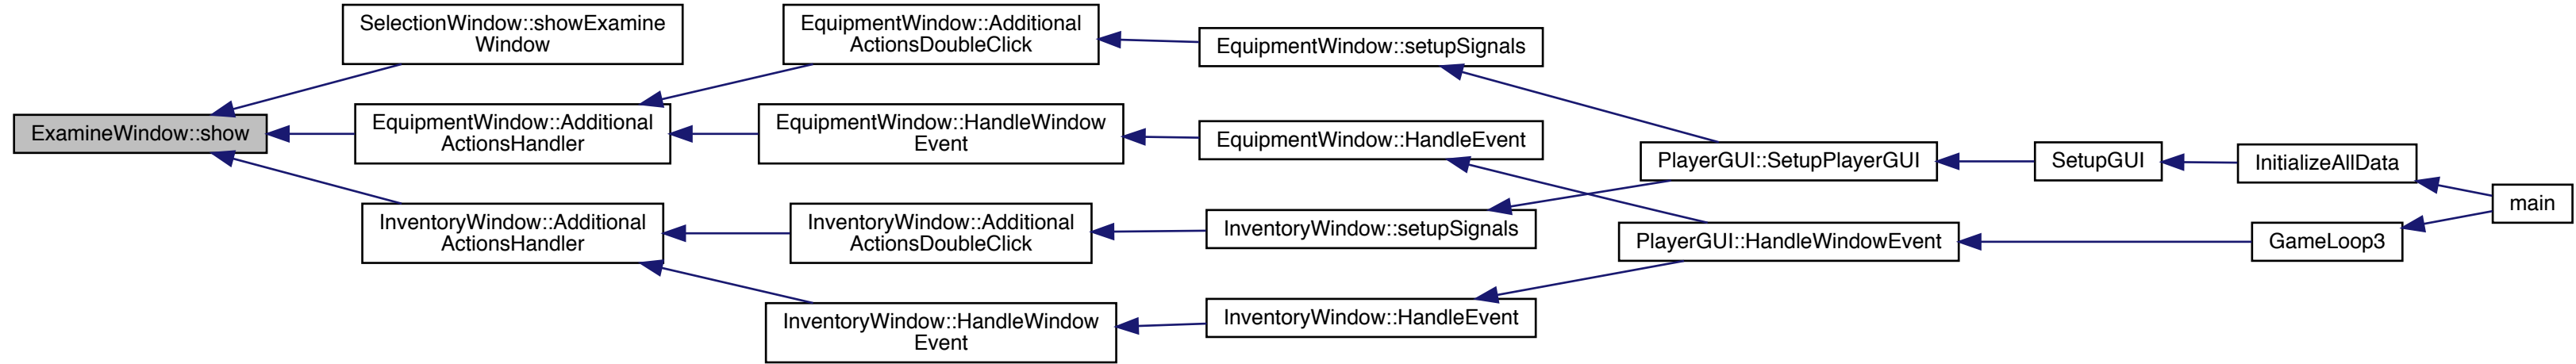 ExamineWindow::show
SelectionWindow::showExamine
Window
EquipmentWindow::Additional
ActionsHandler
InventoryWindow::Additional
ActionsHandler
EquipmentWindow::Additional
ActionsDoubleClick
EquipmentWindow::HandleWindow
Event
InventoryWindow::Additional
ActionsDoubleClick
InventoryWindow::HandleWindow
Event
EquipmentWindow::setupSignals
EquipmentWindow::HandleEvent
InventoryWindow::setupSignals
InventoryWindow::HandleEvent
PlayerGUI::SetupPlayerGUI
PlayerGUI::HandleWindowEvent
SetupGUI
InitializeAllData
GameLoop3
main